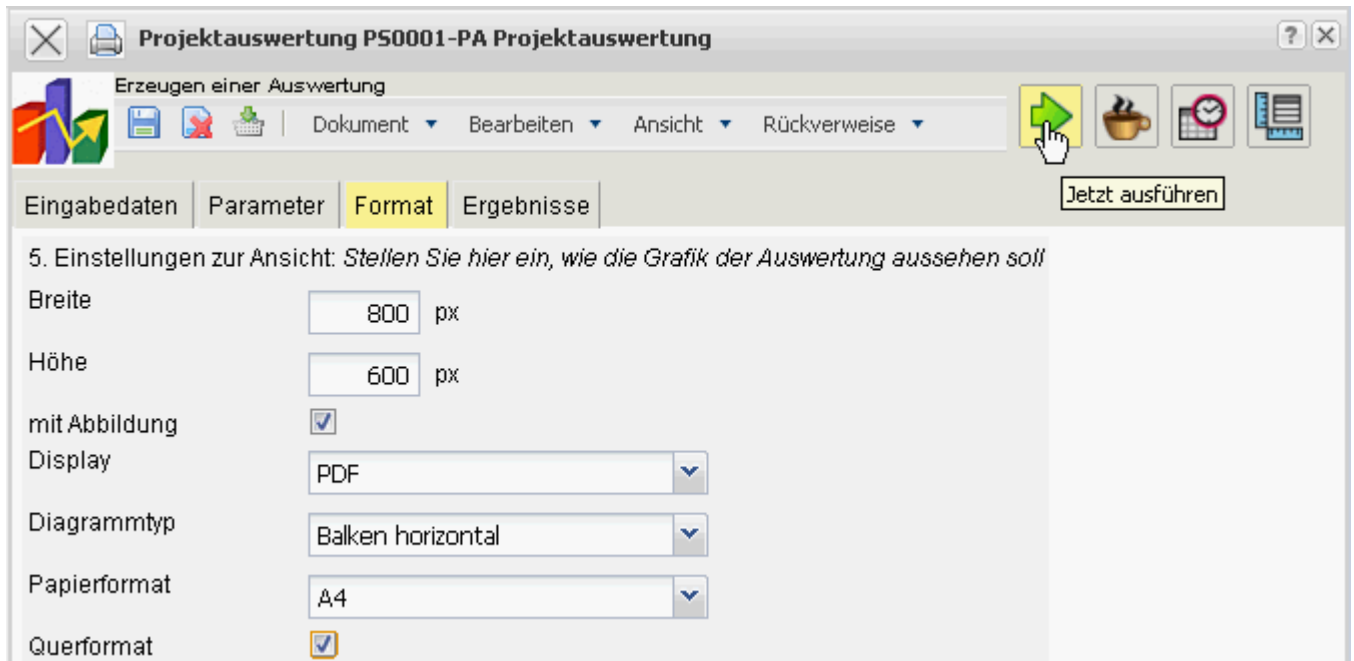 Projektauswertung PS0001-PA Projektauswertung
?
Erzeugen einer Auswertung
Dokument Bearbeiten Ansicht Rückverweise
Jetzt ausführen
Eingabedaten Parameter Format Ergebnisse
5. Einstellungen zur Ansicht: Stellen Sie hier ein, wie die Grafik der Auswertung aussehen soll
Breite 800 px
Höhe 600 px
mit Abbildung
Display PDF
Diagrammtyp Balken horizontal
Papierformat A4
Querformat